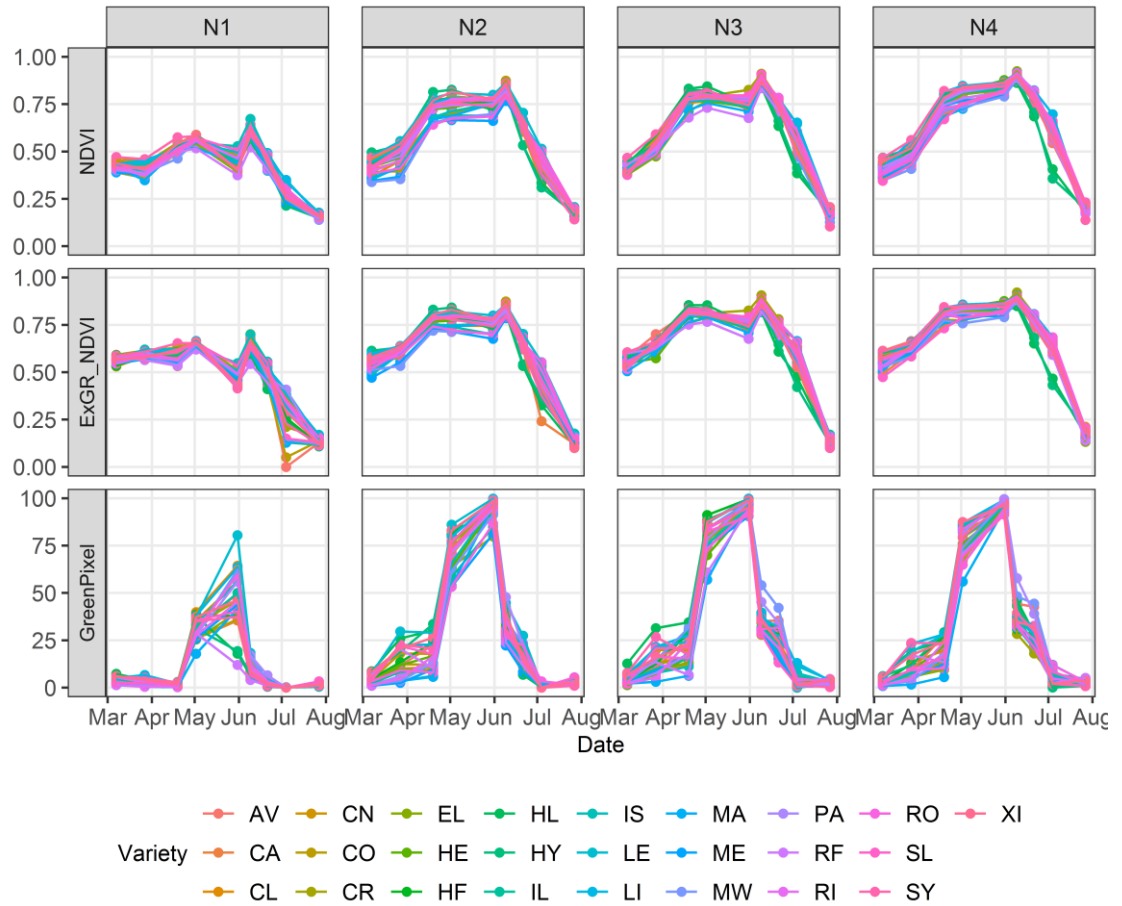 N1 N2 N3 N4
NDVI
1.00
0.75
0.50
0.25
0.00
ExGR_NDVI
1.00
0.75
0.50
0.25
0.00
GreenPixel
100
75
50
25
0
Mar Apr May Jun Jul Aug Mar Apr May Jun Jul Aug Mar Apr May Jun Jul Aug Mar Apr May Jun Jul Aug
Date
AV CN EL HL IS MA PA RO XI
Variety CA CO HE HY LE ME RF SL
CL CR HF IL LI MW RI SY